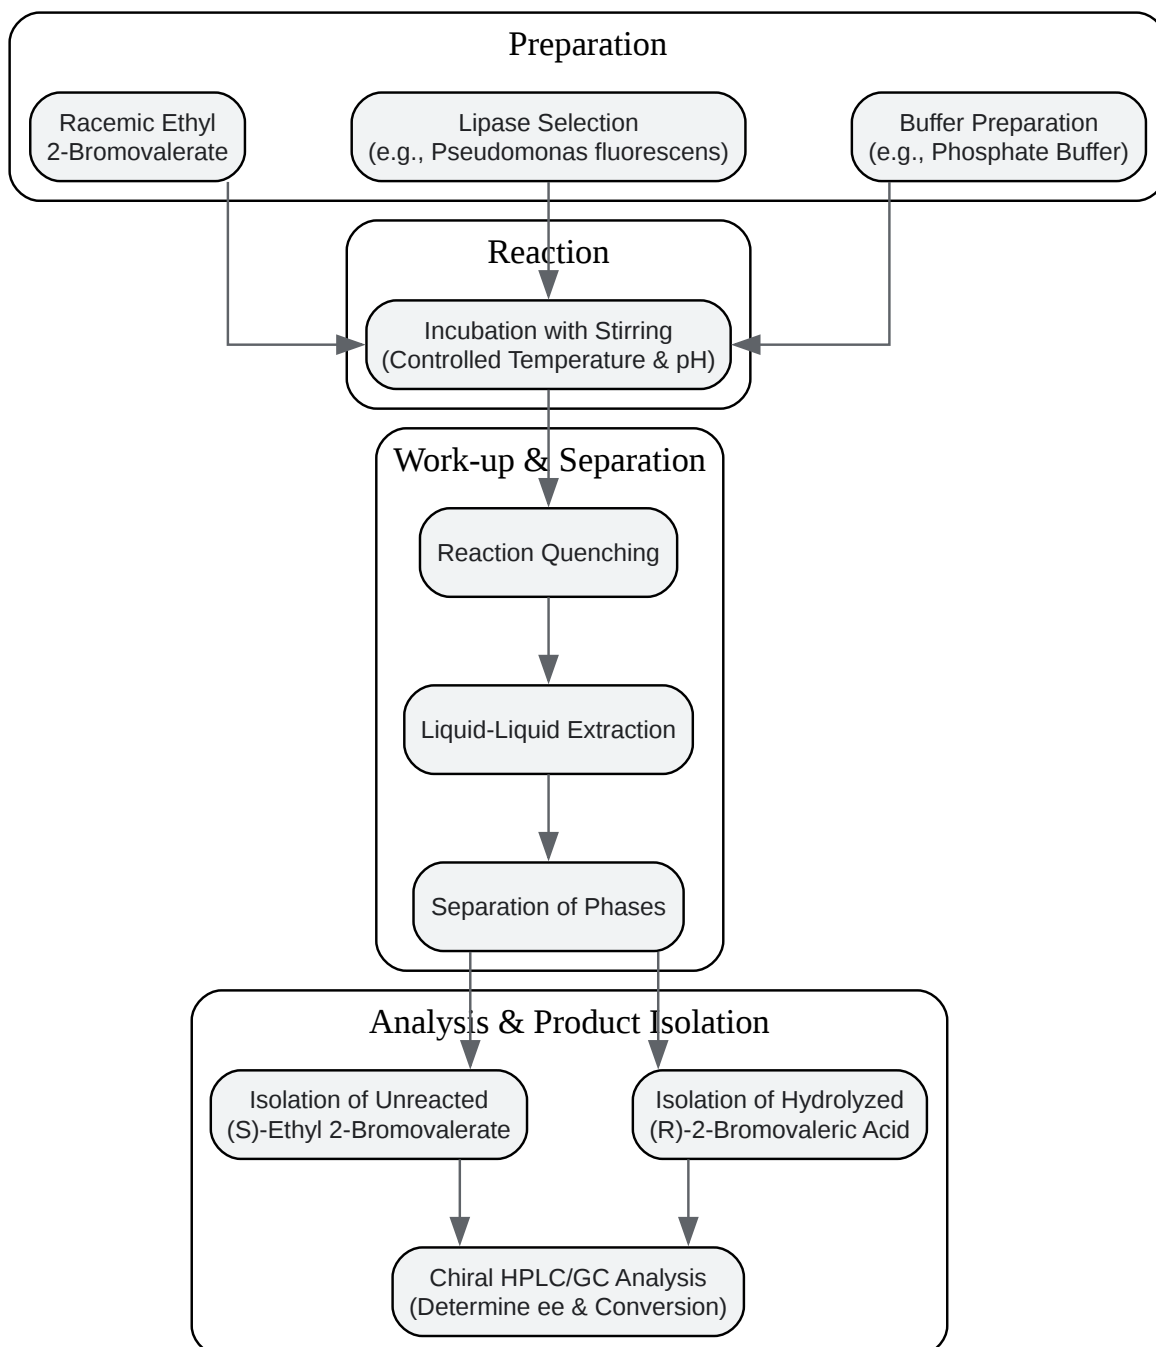 Preparation
Racemic Ethyl
2-Bromovalerate
Lipase Selection
(e.g., Pseudomonas fluorescens)
Buffer Preparation
(e.g., Phosphate Buffer)
Reaction
Incubation with Stirring
(Controlled Temperature & pH)
Work-up & Separation
Reaction Quenching
Liquid-Liquid Extraction
Separation of Phases
Analysis & Product Isolation
Isolation of Unreacted
(S)-Ethyl 2-Bromovalerate
Isolation of Hydrolyzed
(R)-2-Bromovaleric Acid
Chiral HPLC/GC Analysis
(Determine ee & Conversion)